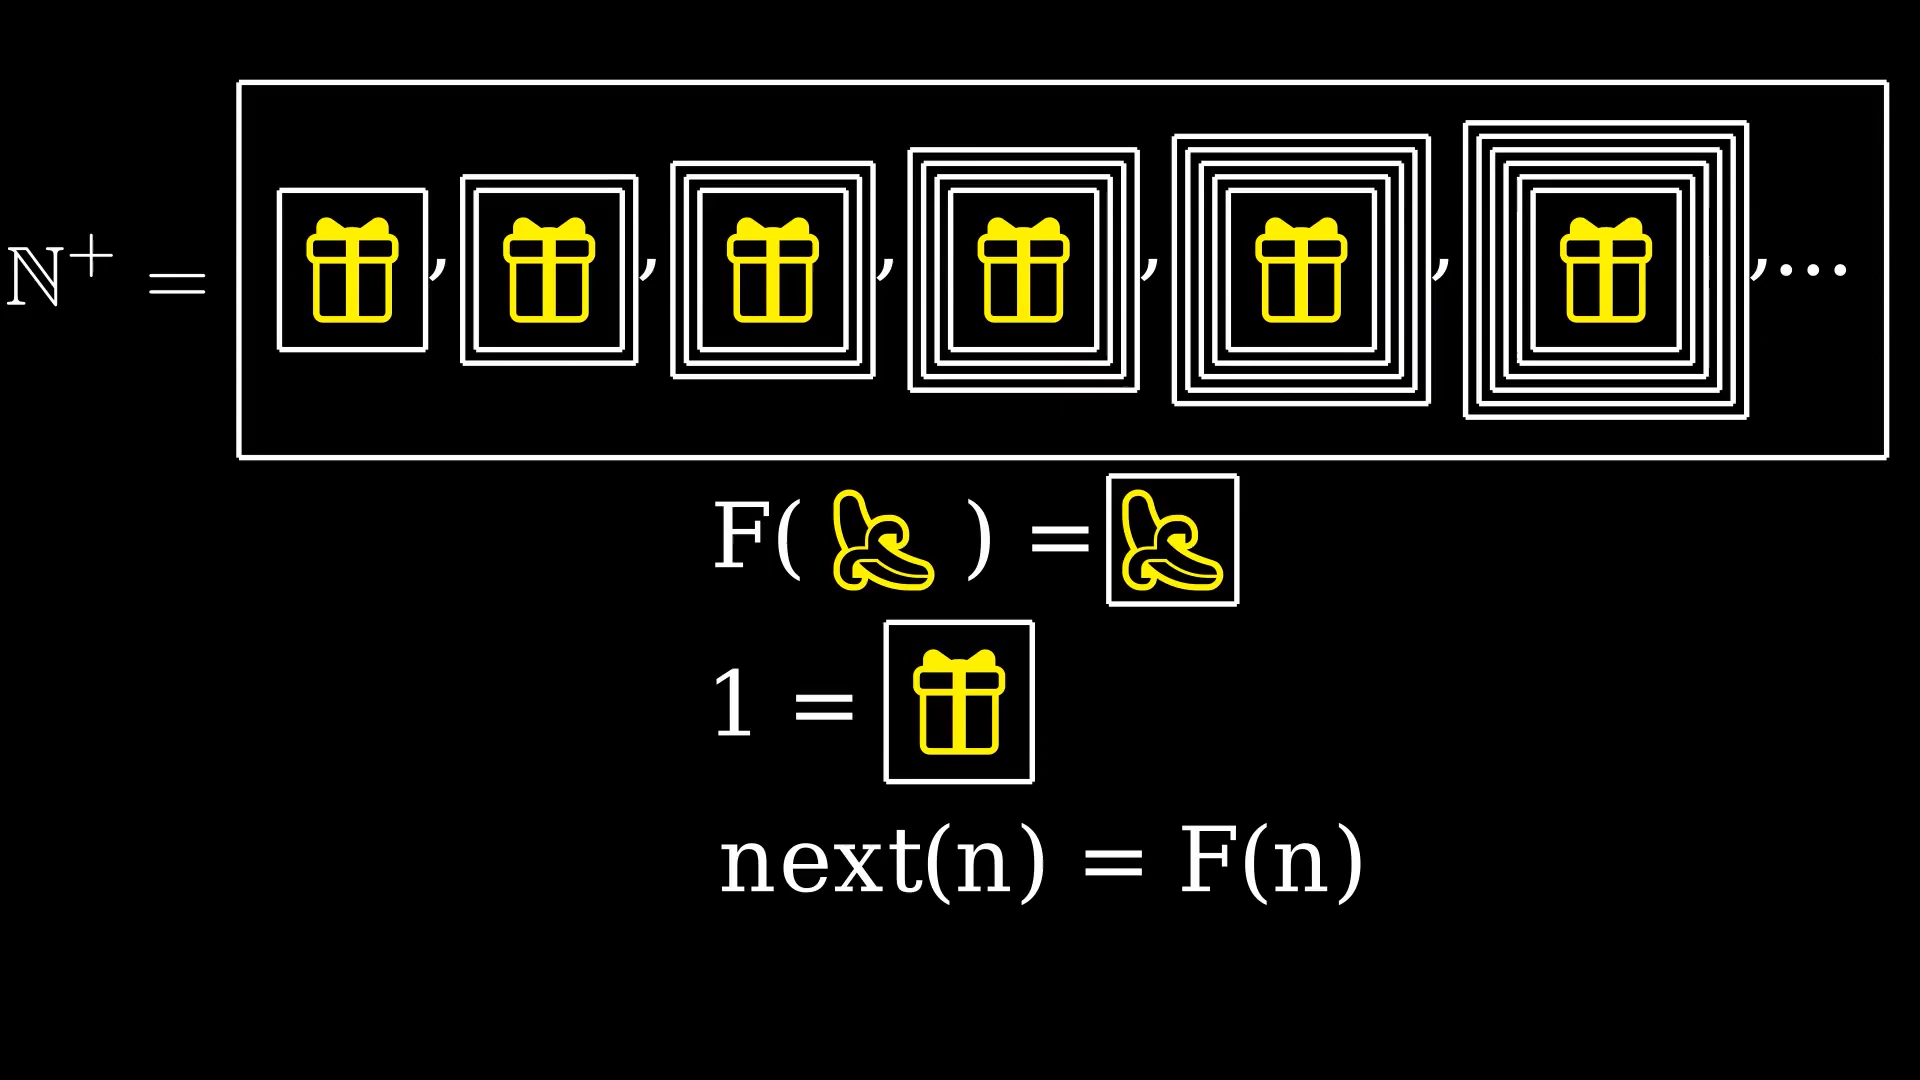 ℕ⁺ = , , , , , ,...
F( ) =
1 =
next(n) = F(n)